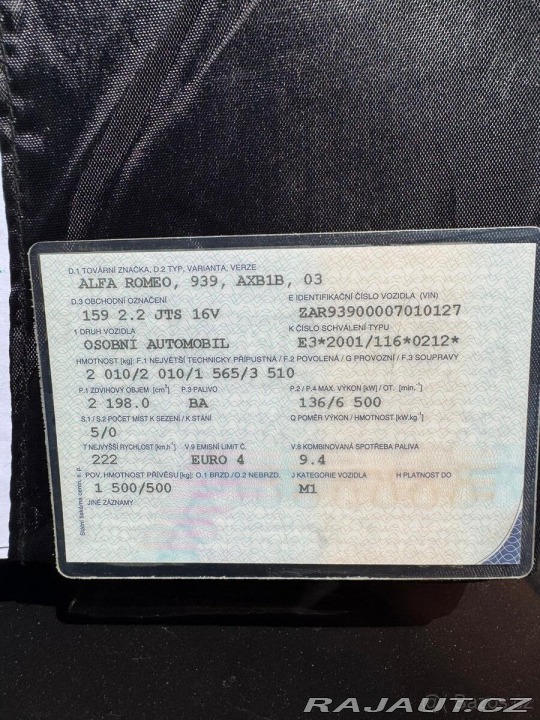 D.1 TOVÁRNÍ ZNAČKA, D.2 TYP, VARIANTA, VERZE
ALFA ROMEO, 939, AXB1B, 03
D.3 OBCHODNÍ OZNAČENÍ E IDENTIFIKAČNÍ ČÍSLO VOZIDLA (VIN)
159 2.2 JTS 16V ZAR93900007010127
1 DRUH VOZIDLA K ČÍSLO SCHVÁLENÍ TYPU
OSOBNÍ AUTOMOBIL E3*2001/116*0212*
HMOTNOST [kg]: F.1 NEJVĚTŠÍ TECHNICKY PŘÍPUSTNÁ / F.2 POVOLENÁ / G PROVOZNÍ / F.3 SOUPRAVY
2 010/2 010/1 565/3 510
P.1 ZDVIHOVÝ OBJEM [cm³] P.3 PALIVO P.2 / P.4 MAX. VÝKON [kW] / OT. [min.⁻¹]
2 198.0 BA 136/6 500
S.1 / S.2 POČET MÍST K SEZENÍ / K STÁNÍ Q POMĚR VÝKON / HMOTNOST [kW.kg⁻¹]
5/0
T NEJVYŠŠÍ RYCHLOST [km.h⁻¹] V.9 EMISNÍ LIMIT Č. V.8 KOMBINOVANÁ SPOTŘEBA PALIVA
222 EURO 4 9.4
POV. HMOTNOST PŘÍVĚSU [kg]: O.1 BRZD./O.2 NEBRZD. J KATEGORIE VOZIDLA H PLATNOST DO
1 500/500 M1
JINÉ ZÁZNAMY
Státní tiskárna cenin, s. p.
RAJAUT.CZ